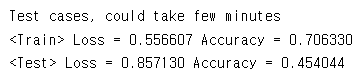 Test cases, could take few minutes
<Train> Loss = 0.556607 Accuracy = 0.706330
<Test> Loss = 0.857130 Accuracy = 0.454044